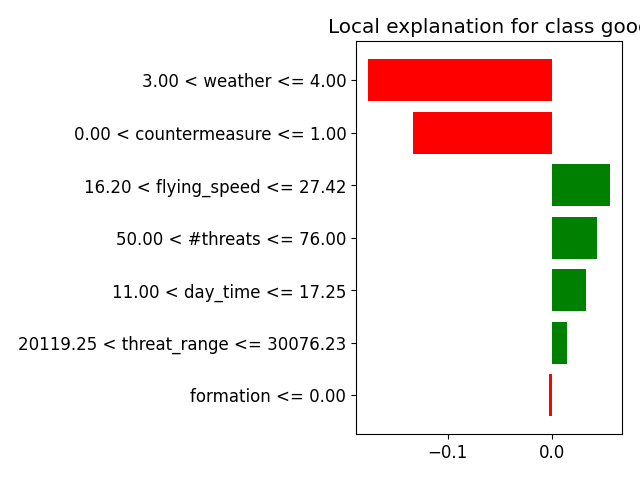 Local explanation for class good
3.00 < weather <= 4.00
0.00 < countermeasure <= 1.00
16.20 < flying_speed <= 27.42
50.00 < #threats <= 76.00
11.00 < day_time <= 17.25
20119.25 < threat_range <= 30076.23
formation <= 0.00
−0.1 0.0